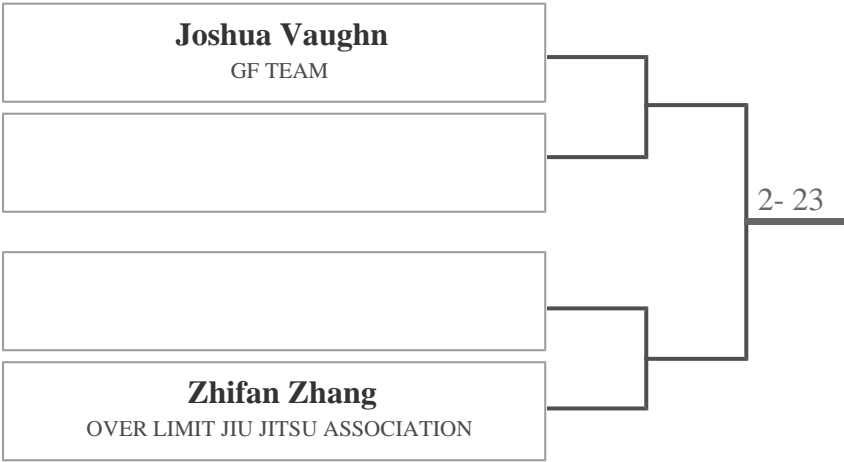 Joshua Vaughn
GF TEAM
2- 23
Zhifan Zhang
OVER LIMIT JIU JITSU ASSOCIATION